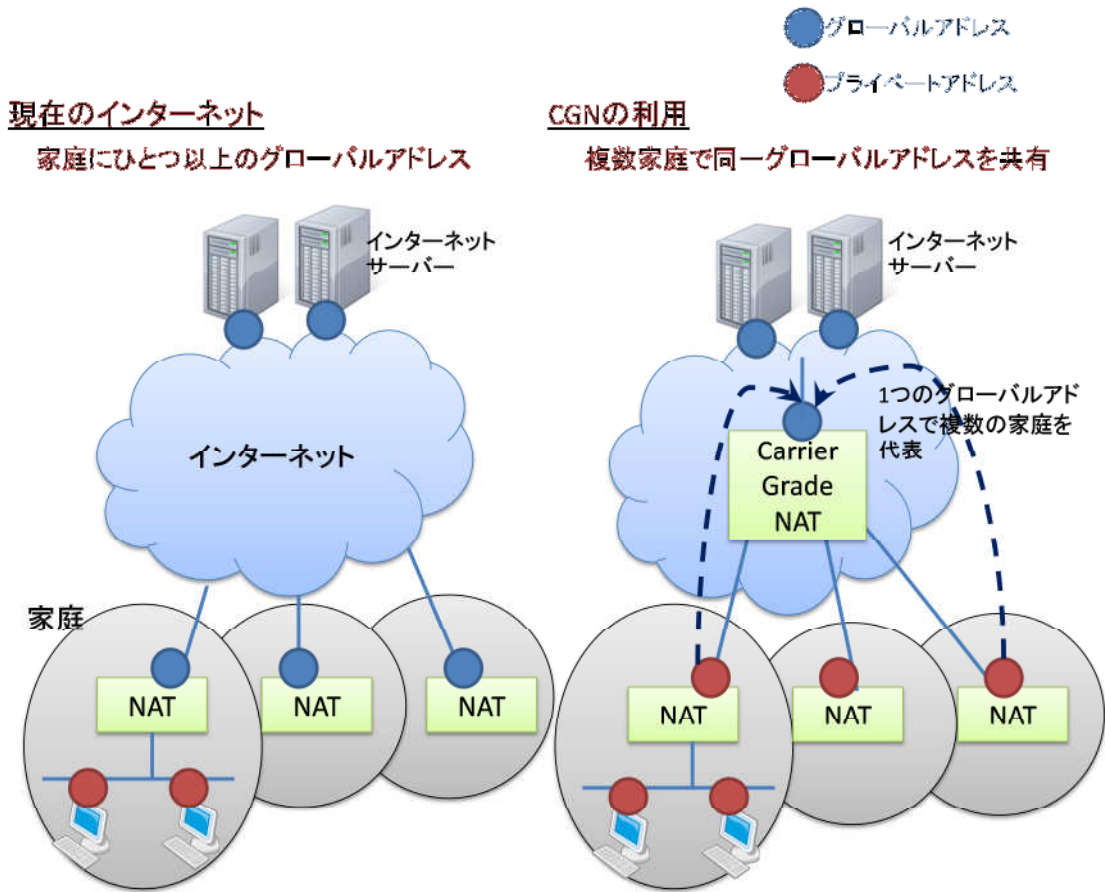 グローバルアドレス
プライベートアドレス
現在のインターネット
家庭にひとつ以上のグローバルアドレス
インターネット
サーバー
インターネット
家庭
NAT
NAT
NAT
CGNの利用
複数家庭で同一グローバルアドレスを共有
インターネット
サーバー
1つのグローバルアド
レスで複数の家庭を
代表
Carrier
Grade
NAT
NAT
NAT
NAT